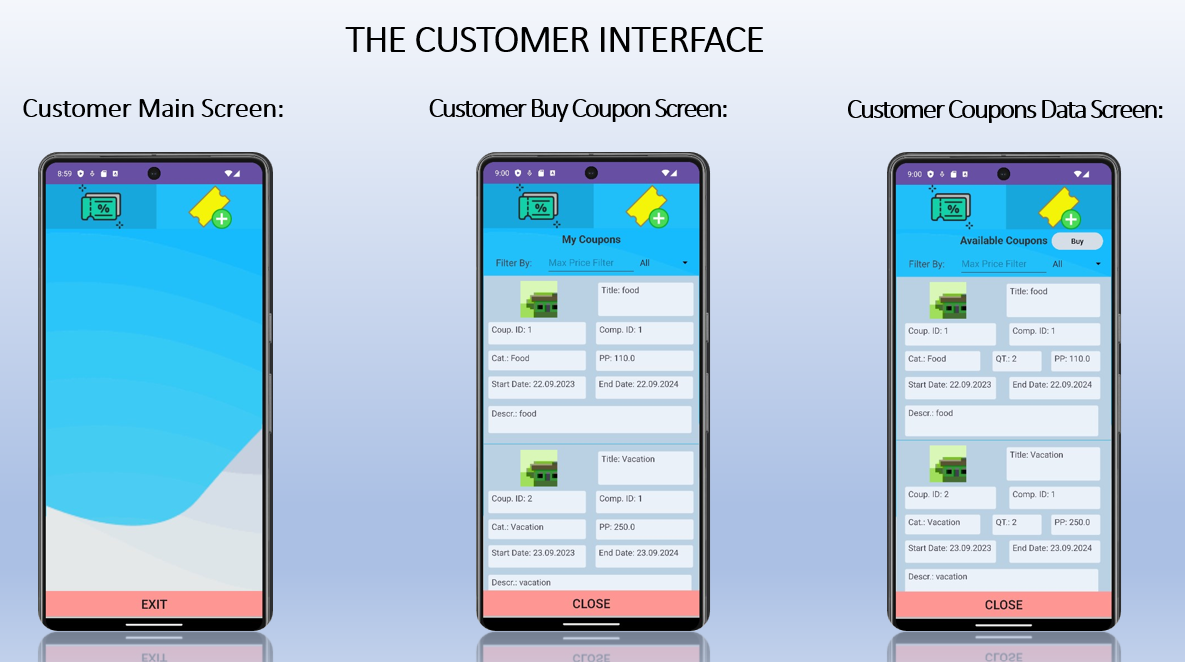 THE CUSTOMER INTERFACE
Customer Main Screen:
8:59
%
EXIT
EXIT
Customer Buy Coupon Screen:
9:00
%
My Coupons
Filter By: Max Price Filter All
Title: food
Coup. ID: 1 Comp. ID: 1
Cat.: Food PP: 110.0
Start Date: 22.09.2023 End Date: 22.09.2024
Descr.: food
Title: Vacation
Coup. ID: 2 Comp. ID: 1
Cat.: Vacation PP: 250.0
Start Date: 23.09.2023 End Date: 23.09.2024
Descr.: vacation
CLOSE
CLOSE
Customer Coupons Data Screen:
9:00
%
Available Coupons Buy
Filter By: Max Price Filter All
Title: food
Coup. ID: 1 Comp. ID: 1
Cat.: Food QT.: 2 PP: 110.0
Start Date: 22.09.2023 End Date: 22.09.2024
Descr.: food
Title: Vacation
Coup. ID: 2 Comp. ID: 1
Cat.: Vacation QT.: 2 PP: 250.0
Start Date: 23.09.2023 End Date: 23.09.2024
Descr.: vacation
CLOSE
CLOSE